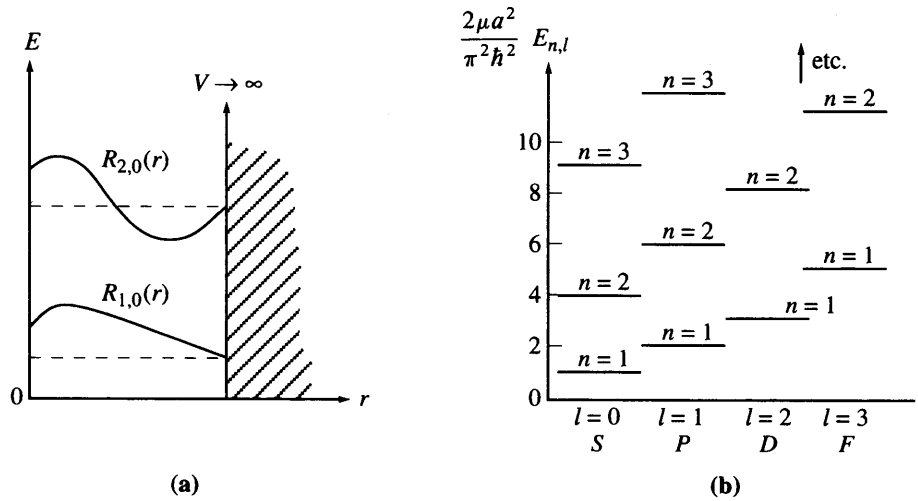 E
V → ∞
R₂,₀(r)
R₁,₀(r)
0
r
(a)
2μa²
π²ħ²
Eₙ,ₗ
etc.
n = 3
n = 2
10
n = 3
8
n = 2
6
n = 2
n = 1
4
n = 2
n = 1
2
n = 1
n = 1
0
l = 0 l = 1 l = 2 l = 3
S P D F
(b)